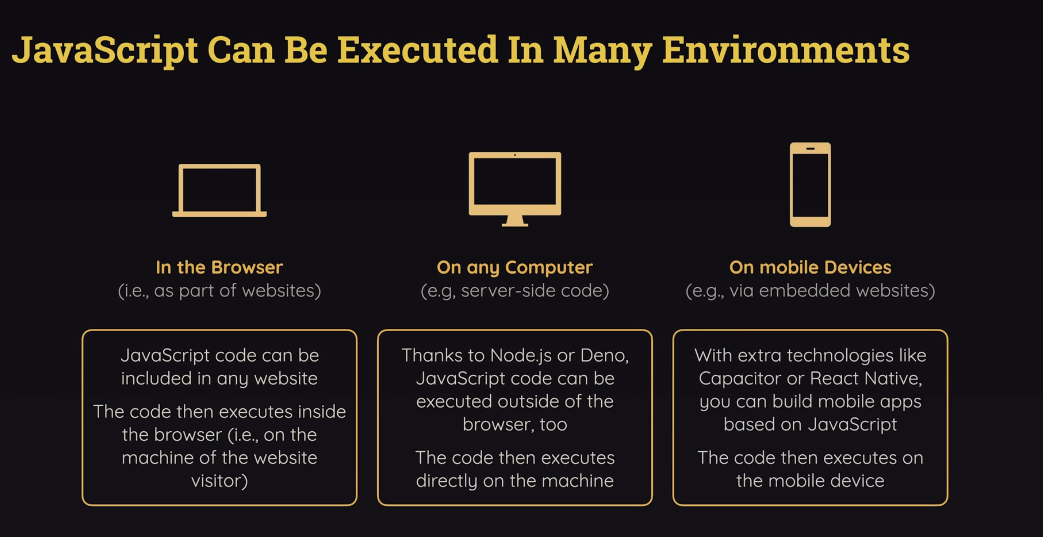 JavaScript Can Be Executed In Many Environments
In the Browser
(i.e., as part of websites)
JavaScript code can be
included in any website
The code then executes inside
the browser (i.e., on the
machine of the website
visitor)
On any Computer
(e.g, server-side code)
Thanks to Node.js or Deno,
JavaScript code can be
executed outside of the
browser, too
The code then executes
directly on the machine
On mobile Devices
(e.g., via embedded websites)
With extra technologies like
Capacitor or React Native,
you can build mobile apps
based on JavaScript
The code then executes on
the mobile device